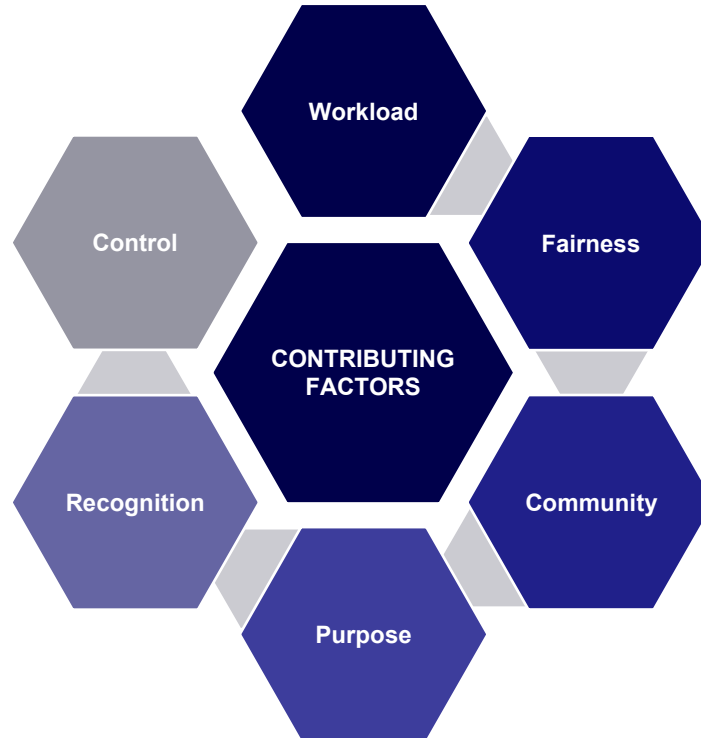 Workload
Fairness
Control
CONTRIBUTING
FACTORS
Community
Recognition
Purpose